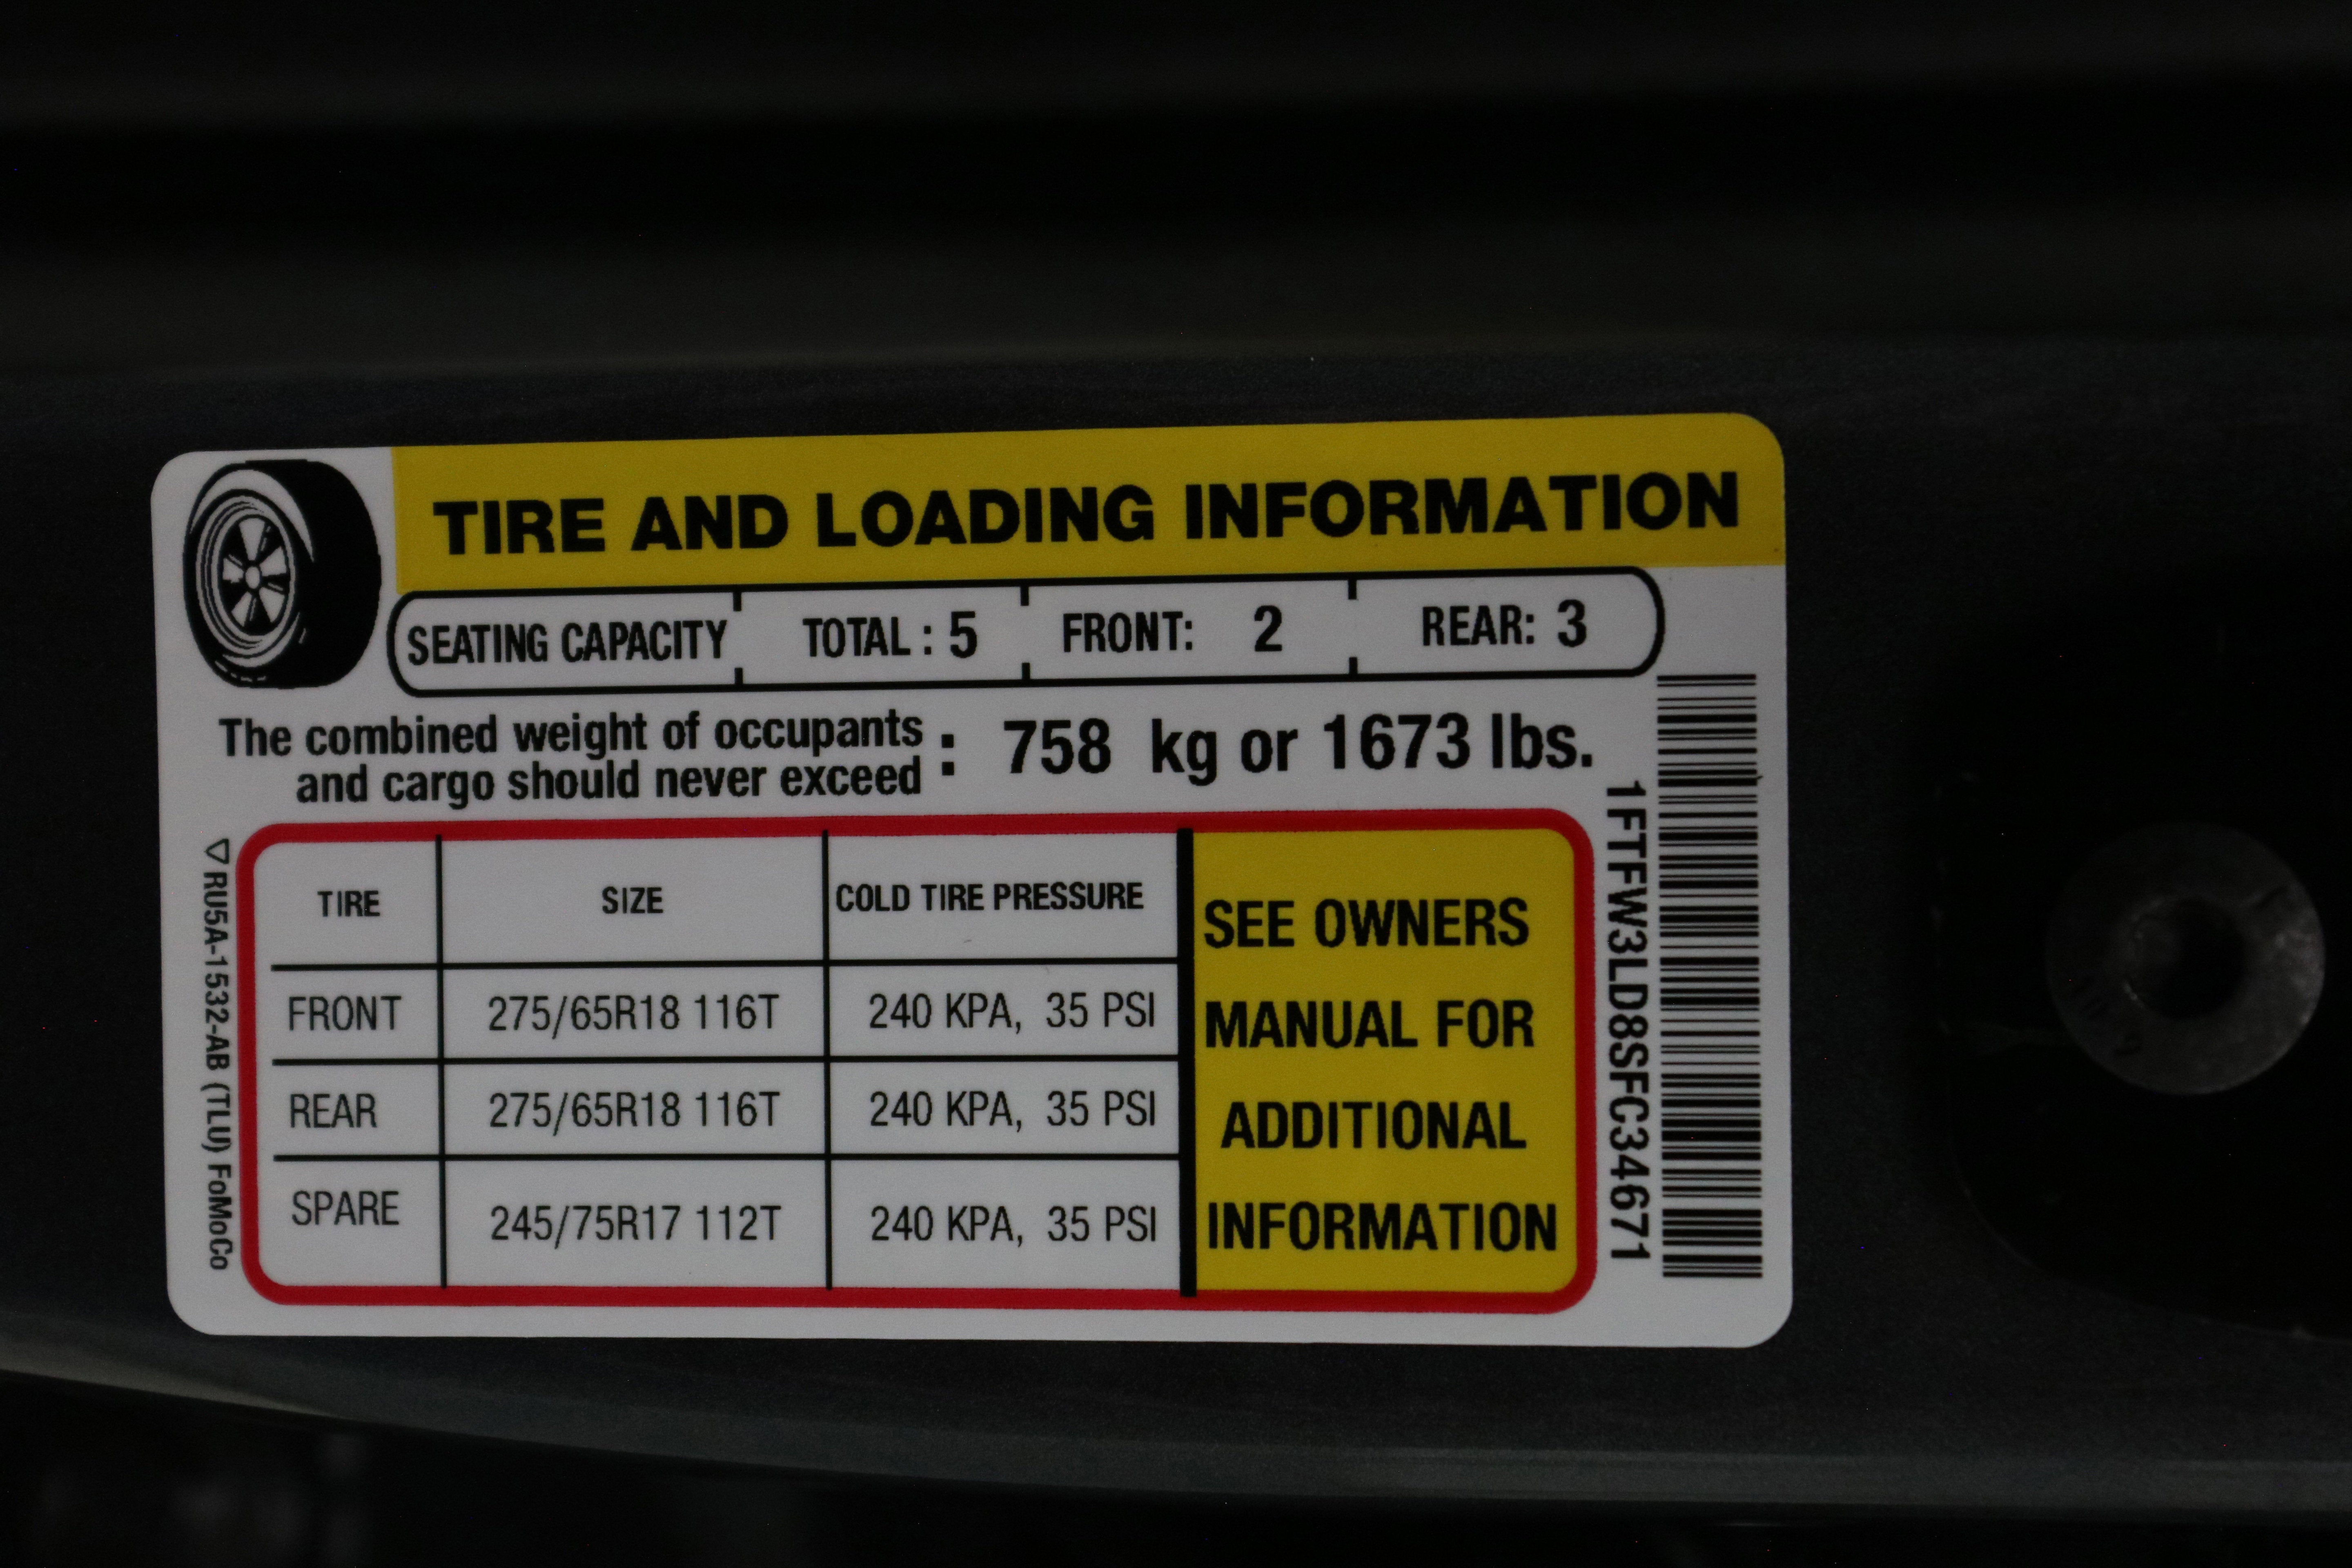 TIRE AND LOADING INFORMATION
SEATING CAPACITY TOTAL : 5 FRONT: 2 REAR: 3
The combined weight of occupants
and cargo should never exceed : 758 kg or 1673 lbs.
TIRE SIZE COLD TIRE PRESSURE
FRONT 275/65R18 116T 240 KPA, 35 PSI
REAR 275/65R18 116T 240 KPA, 35 PSI
SPARE 245/75R17 112T 240 KPA, 35 PSI
SEE OWNERS
MANUAL FOR
ADDITIONAL
INFORMATION
1FTFW3LD8SFC34671
RU5A-1532-AB (TLU) FoMoCo